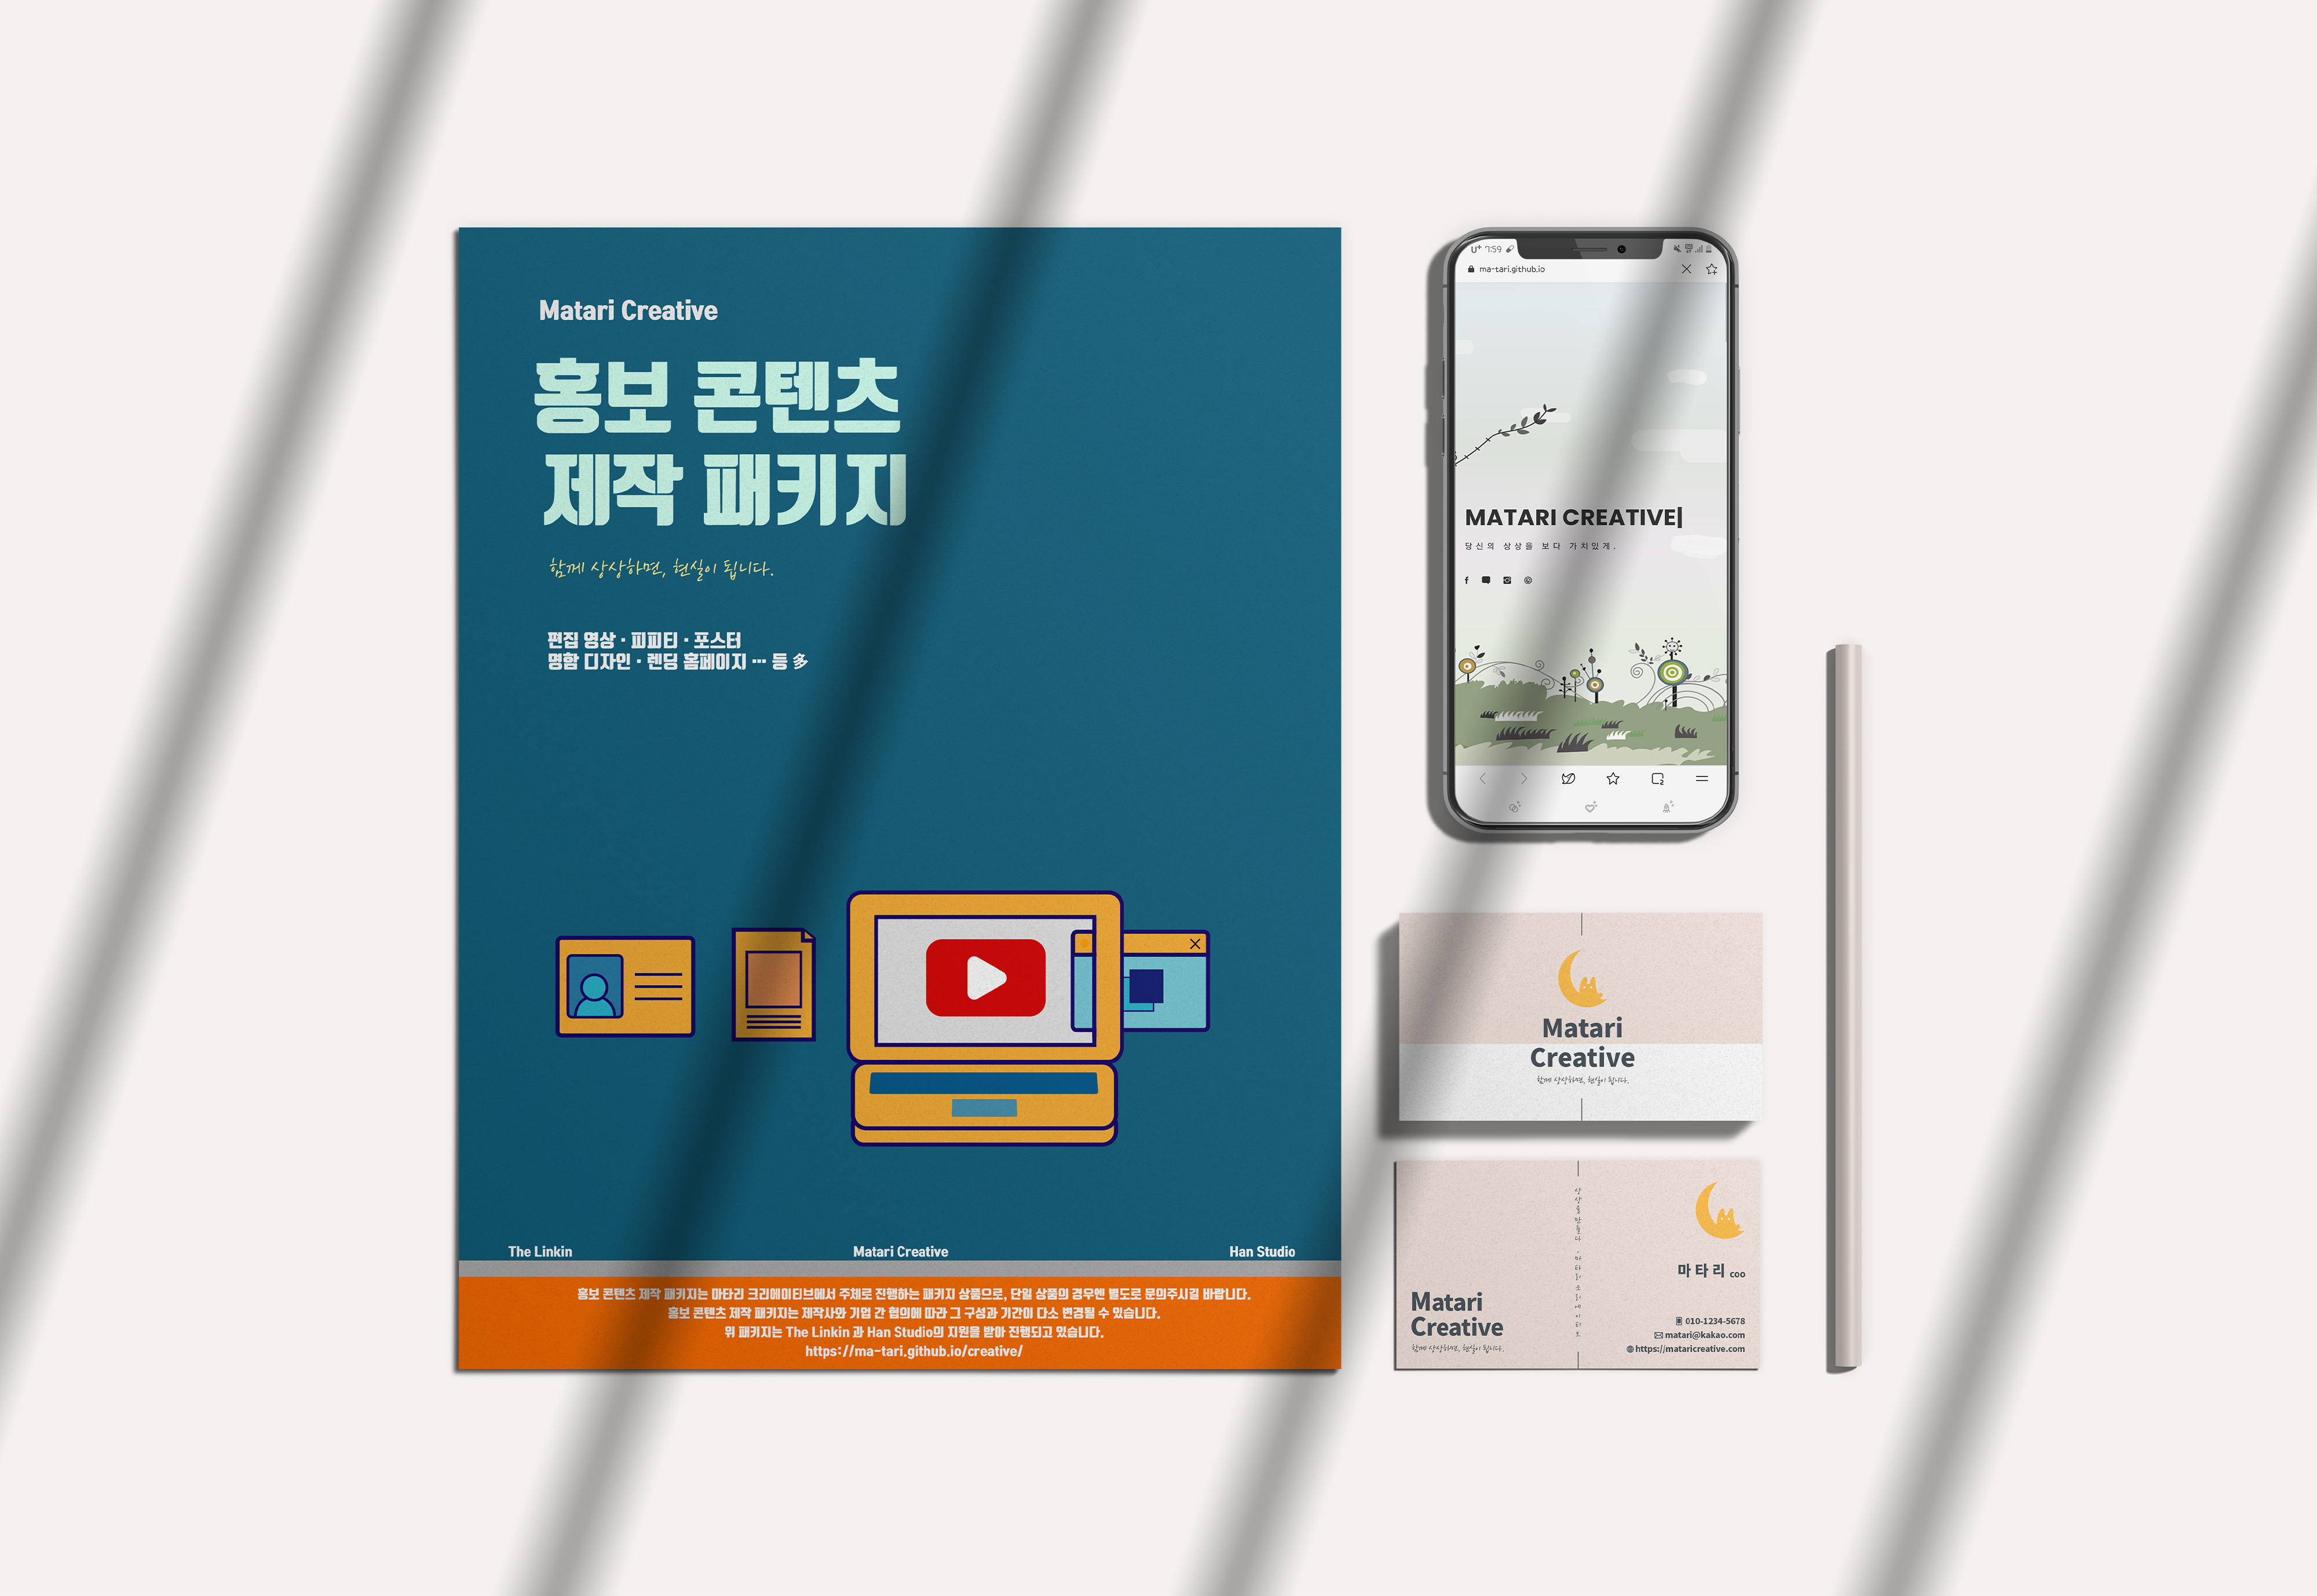 Matari Creative
홍보 콘텐츠
제작 패키지
함께 상상하면, 현실이 됩니다.
편집 영상 · 피피티 · 포스터
명함 디자인 · 렌딩 홈페이지 ··· 등 多
The Linkin
Matari Creative
Han Studio
홍보 콘텐츠 제작 패키지는 마타리 크리에이티브에서 주체로 진행하는 패키지 상품으로, 단일 상품의 경우엔 별도로 문의주시길 바랍니다.
홍보 콘텐츠 제작 패키지는 제작사와 기업 간 협의에 따라 그 구성과 기간이 다소 변경될 수 있습니다.
위 패키지는 The Linkin 과 Han Studio의 지원을 받아 진행되고 있습니다.
https://ma-tari.github.io/creative/
U+ 7:59
ma-tari.github.io
MATARI CREATIVE|
당신의 상상을 보다 가치있게.
Matari
Creative
함께 상상하면, 현실이 됩니다.
상상을 만들다. 마타리 크리에이티브
Matari
Creative
함께 상상하면, 현실이 됩니다.
마타리 COO
010-1234-5678
matari@kakao.com
https://mataricreative.com